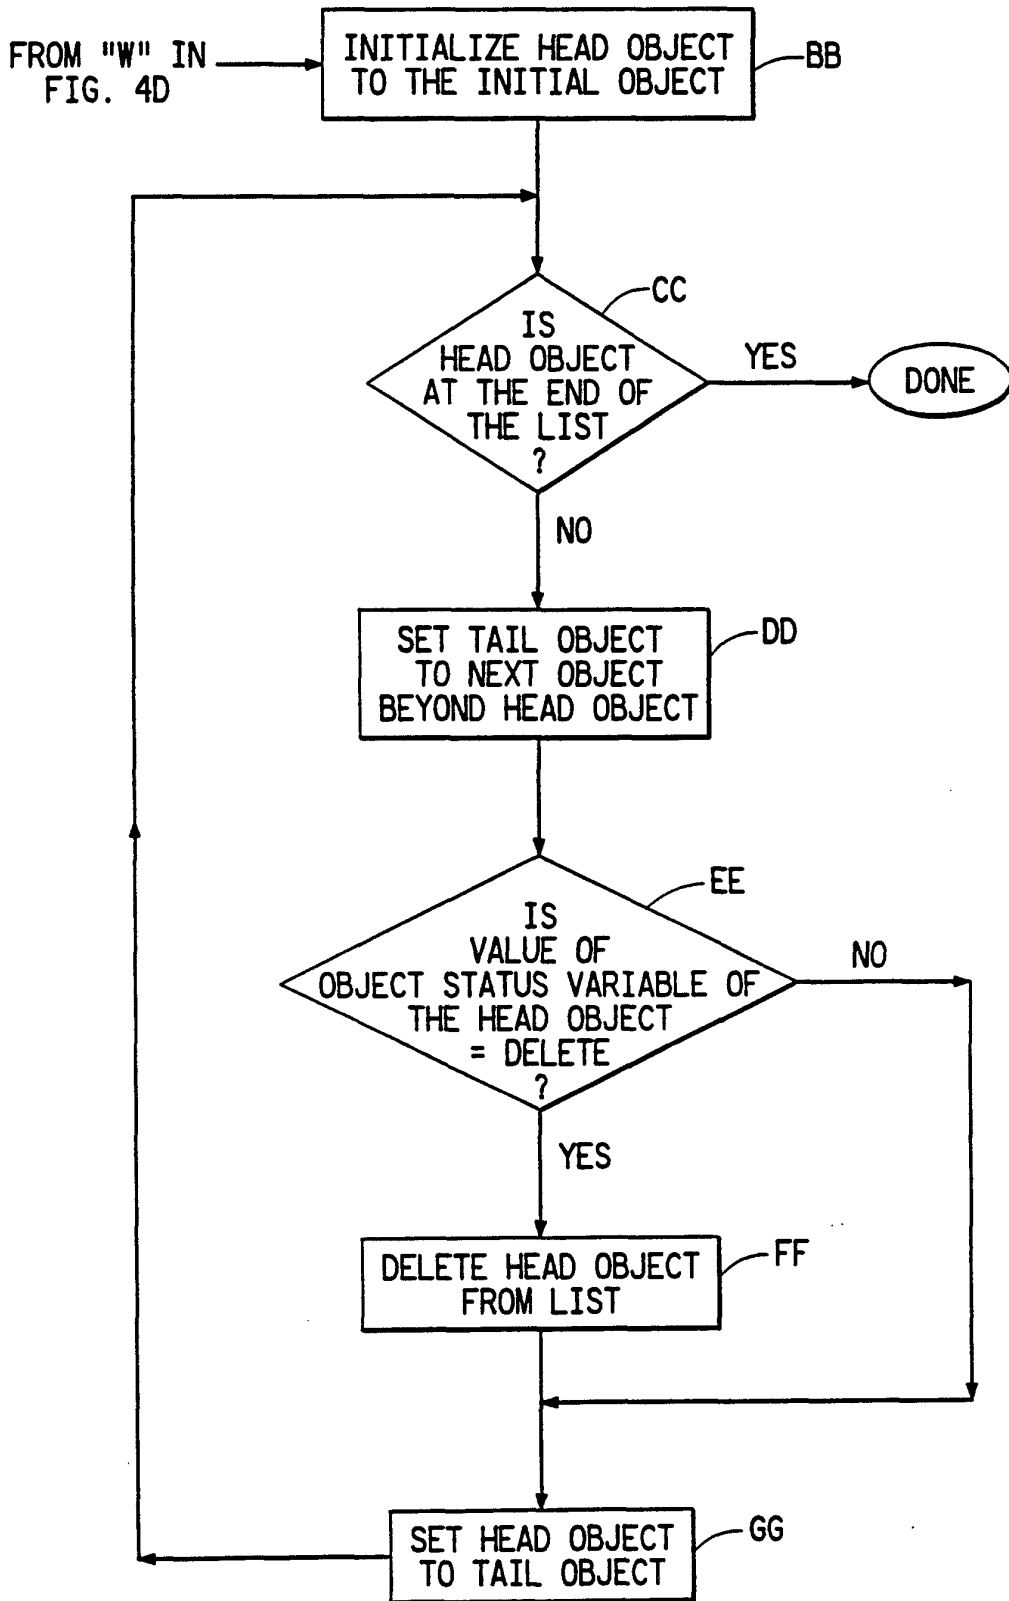 FROM "W" IN
FIG. 4D
INITIALIZE HEAD OBJECT
TO THE INITIAL OBJECT
BB
CC
IS
HEAD OBJECT
AT THE END OF
THE LIST
?
YES
DONE
NO
SET TAIL OBJECT
TO NEXT OBJECT
BEYOND HEAD OBJECT
DD
EE
IS
VALUE OF
OBJECT STATUS VARIABLE OF
THE HEAD OBJECT
= DELETE
?
NO
YES
DELETE HEAD OBJECT
FROM LIST
FF
SET HEAD OBJECT
TO TAIL OBJECT
GG